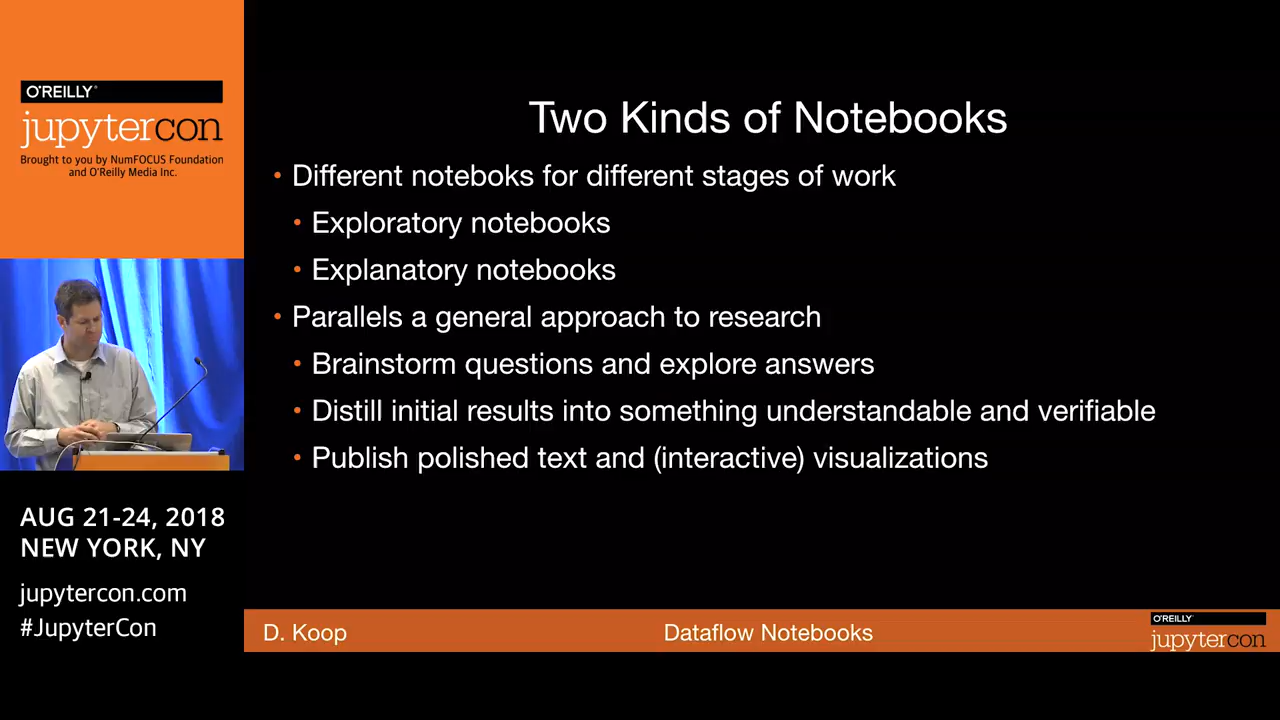 O'REILLY®
jupytercon
Brought to you by NumFOCUS Foundation
and O'Reilly Media Inc.
AUG 21-24, 2018
NEW YORK, NY
jupytercon.com
#JupyterCon
Two Kinds of Notebooks
• Different noteboks for different stages of work
• Exploratory notebooks
• Explanatory notebooks
• Parallels a general approach to research
• Brainstorm questions and explore answers
• Distill initial results into something understandable and verifiable
• Publish polished text and (interactive) visualizations
D. Koop
Dataflow Notebooks
O'REILLY®
jupytercon